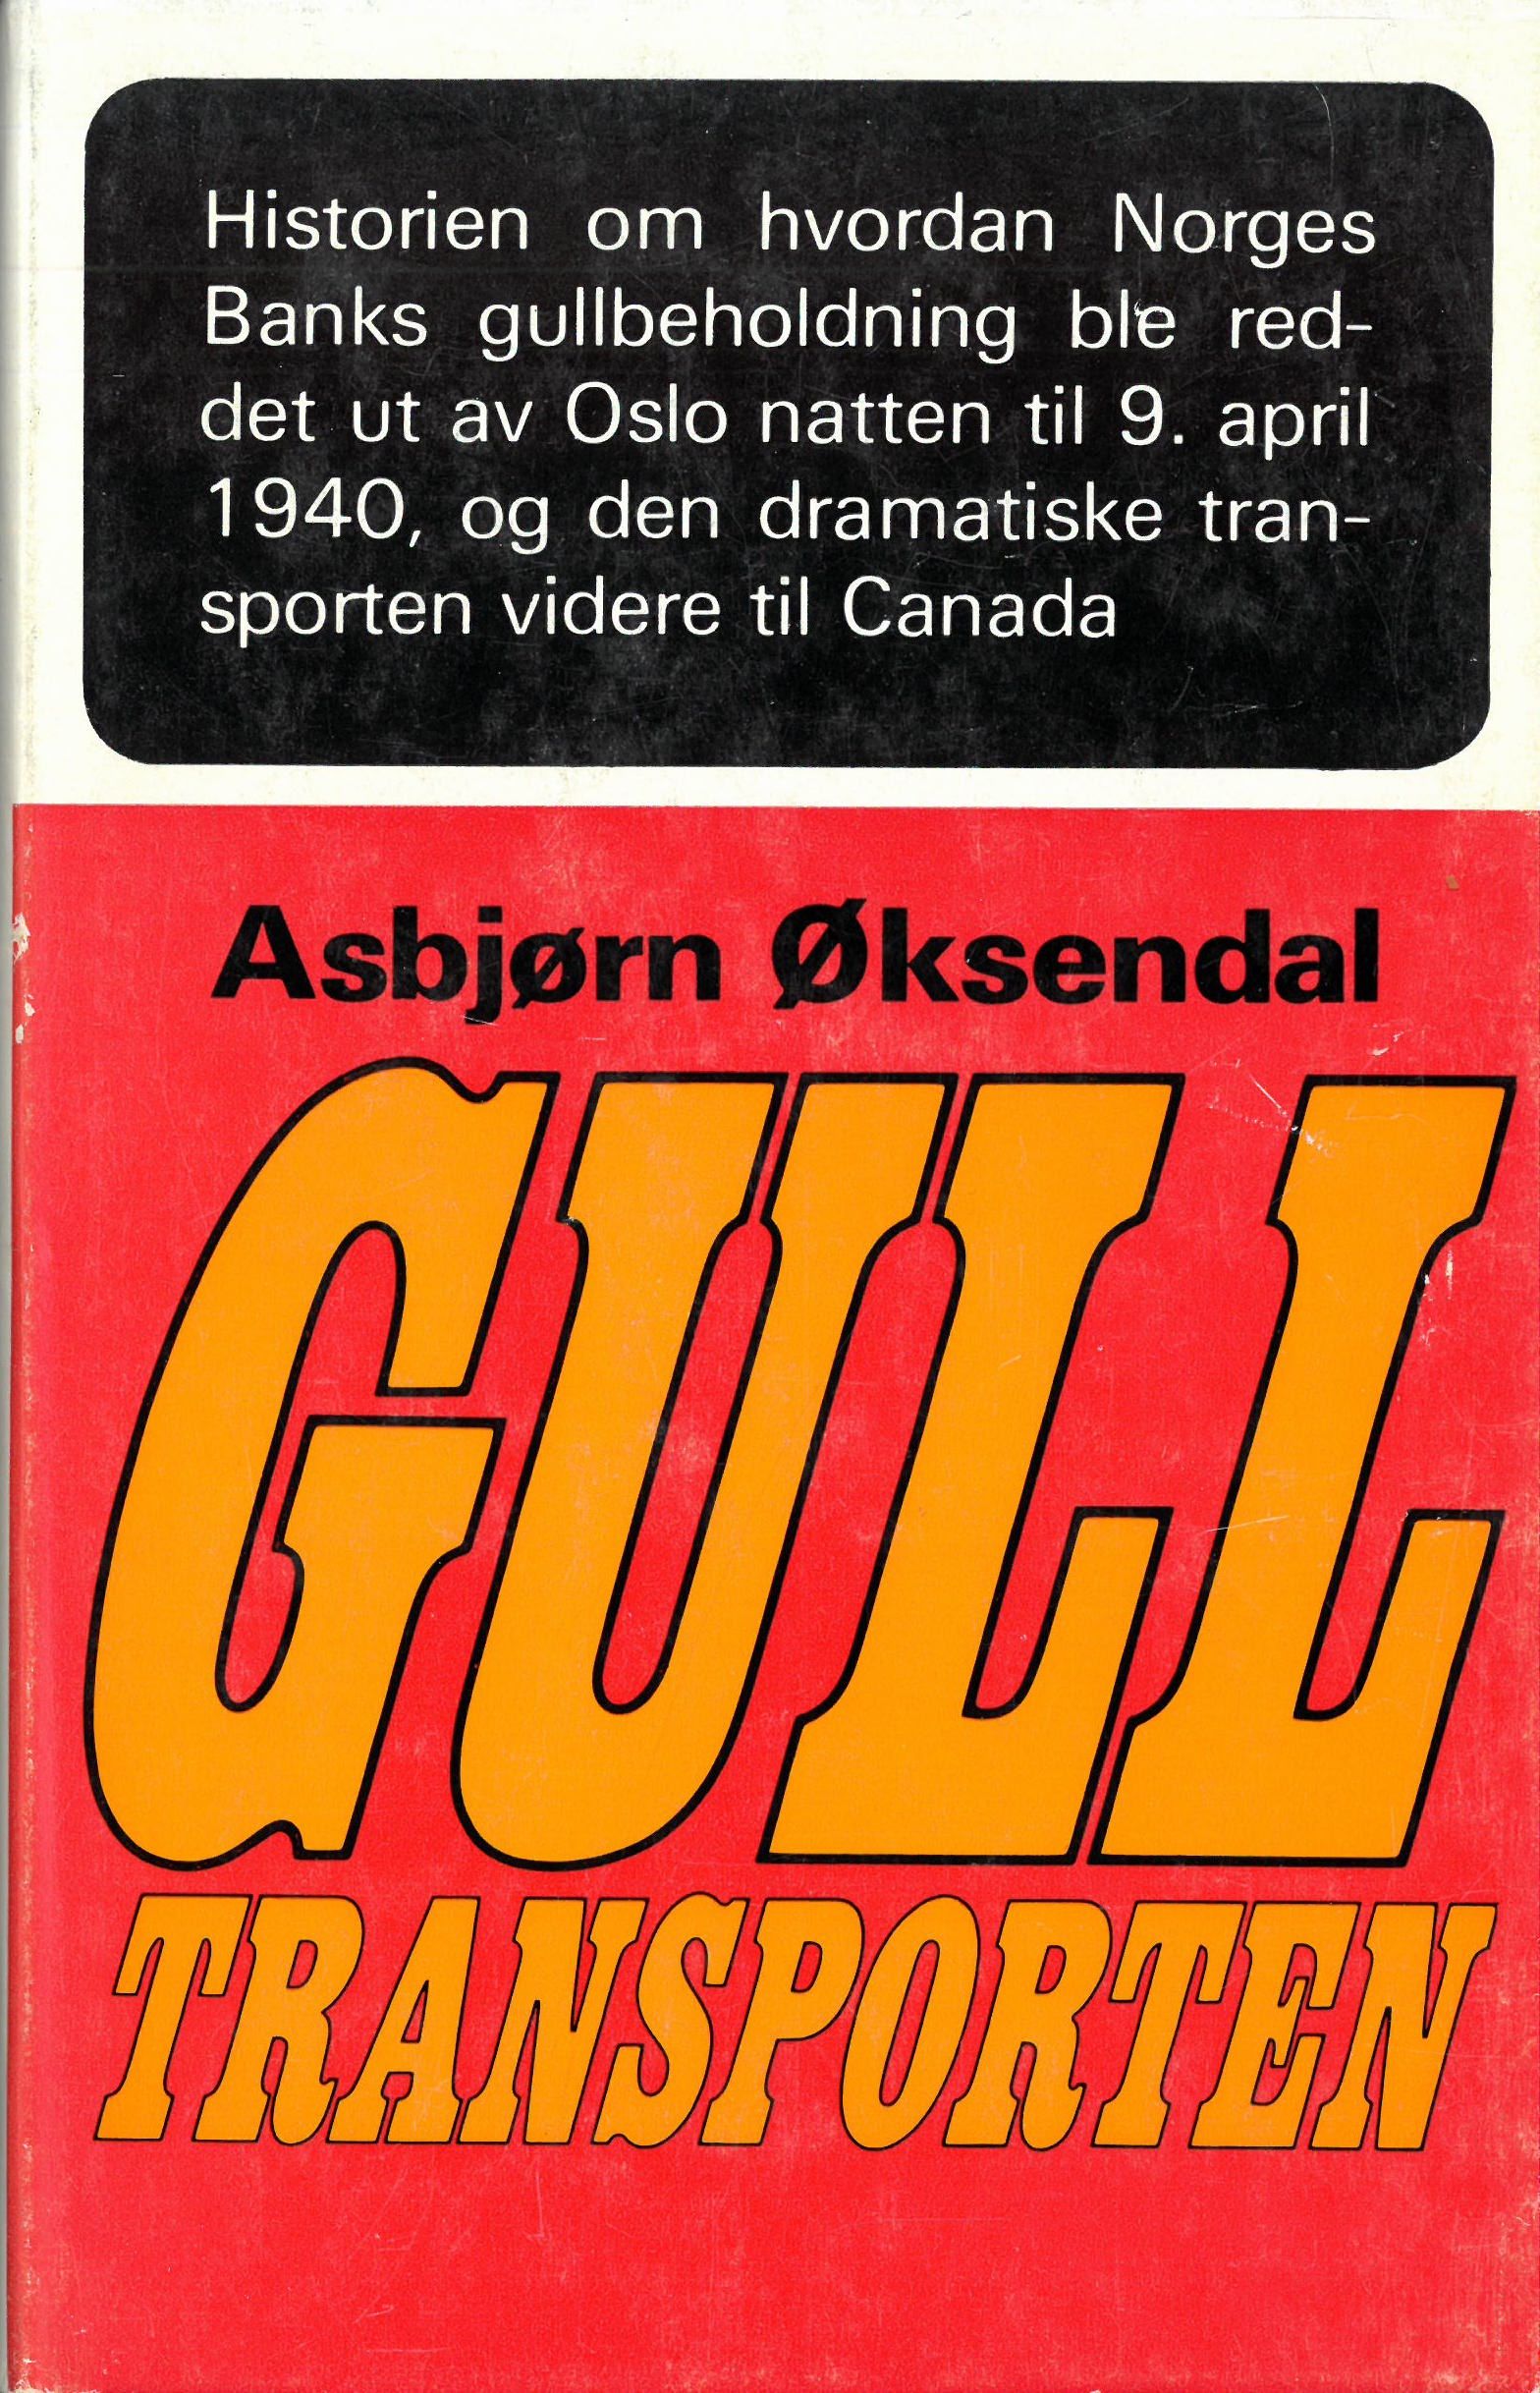 Historien om hvordan Norges
Banks gullbeholdning ble red-
det ut av Oslo natten til 9. april
1940, og den dramatiske tran-
sporten videre til Canada
Asbjørn Øksendal
GULL
TRANSPORTEN